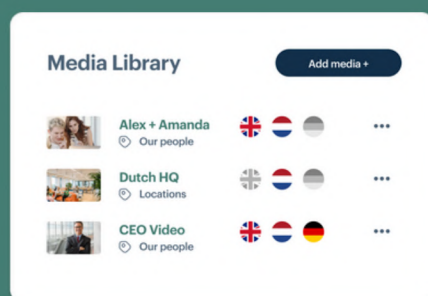 Media Library
Add media +
Alex + Amanda
Our people
Dutch HQ
Locations
CEO Video
Our people